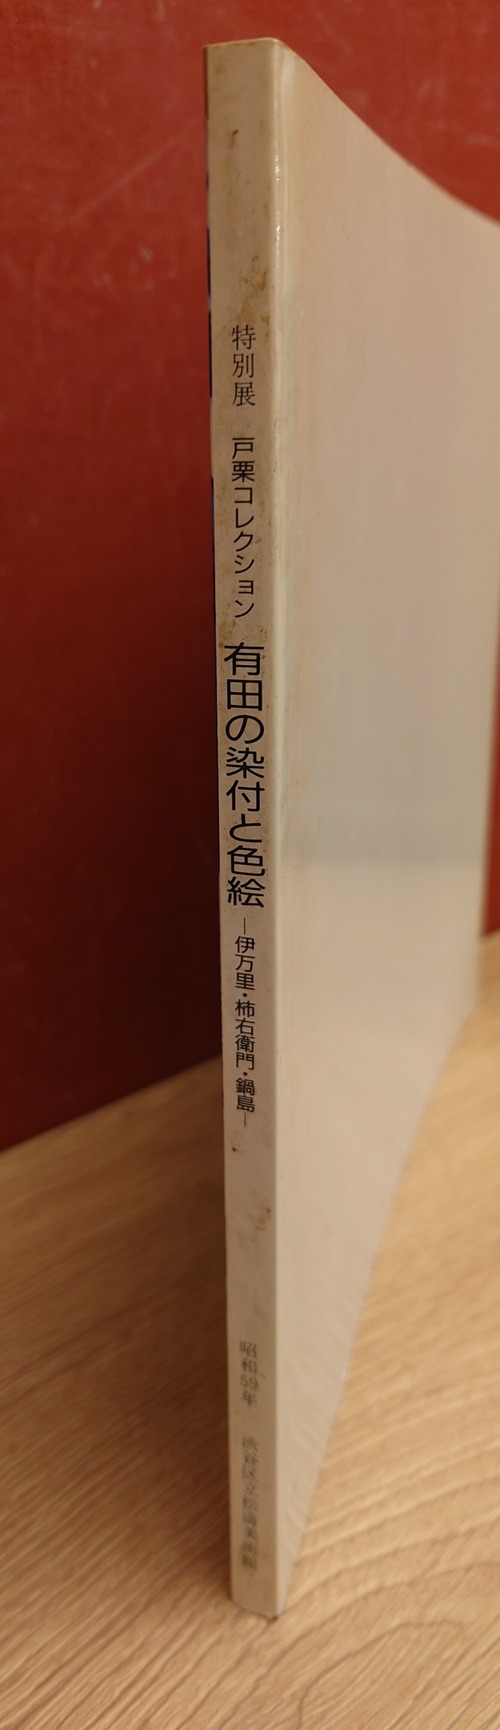 特別展 戸栗コレクション 有田の染付と色絵 ─伊万里・柿右衛門・鍋島─ 昭和59年 渋谷区立松濤美術館